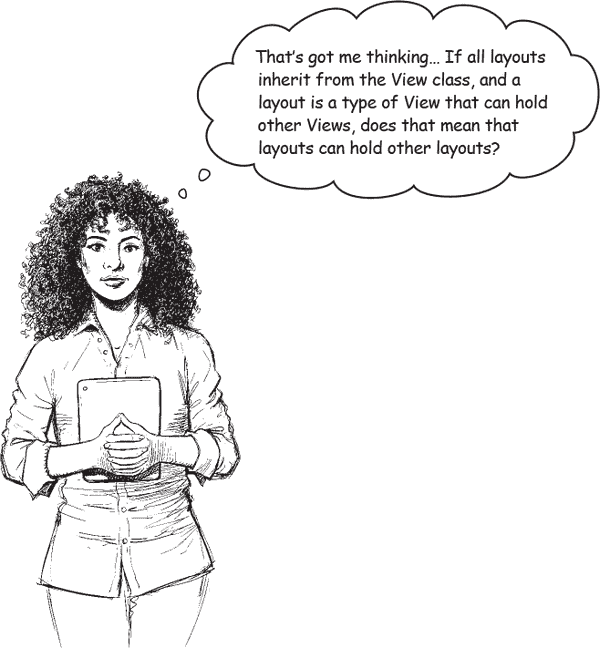 That's got me thinking... If all layouts
inherit from the View class, and a
layout is a type of View that can hold
other Views, does that mean that
layouts can hold other layouts?